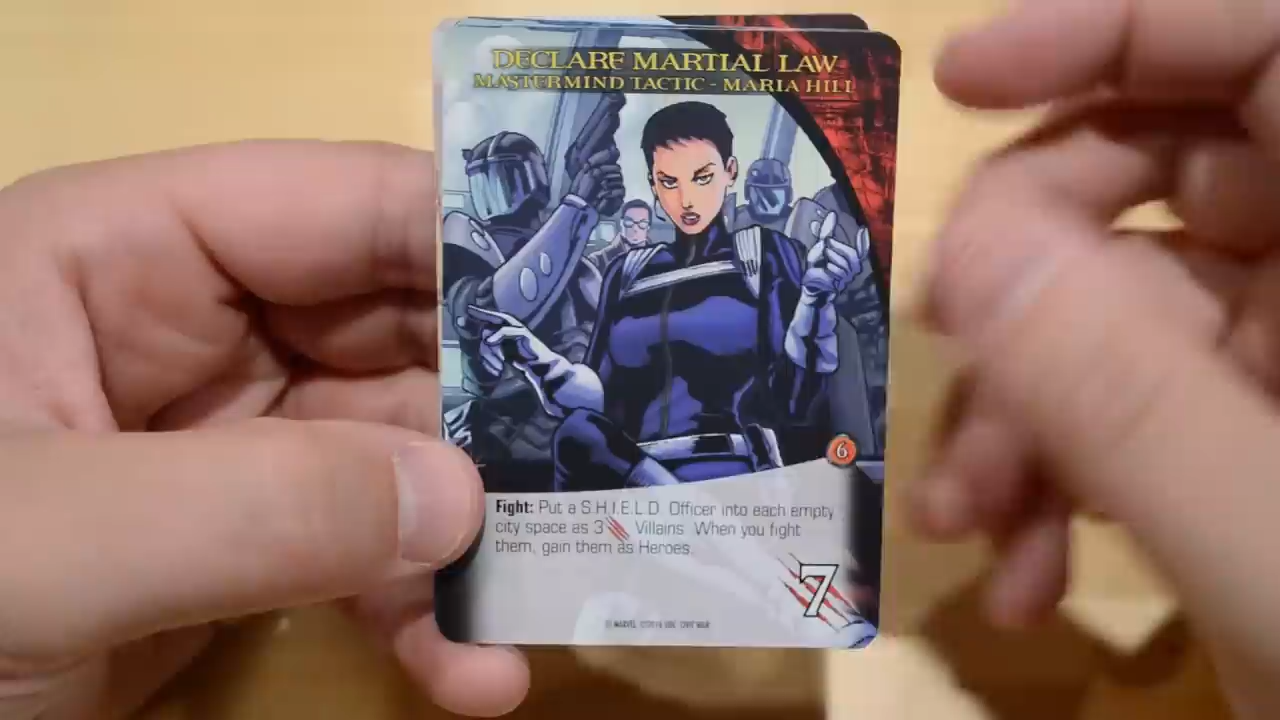 DECLARE MARTIAL LAW
MASTERMIND TACTIC - MARIA HILL
6
Fight: Put a S.H.I.E.L.D. Officer into each empty
city space as 3 Villains. When you fight
them, gain them as Heroes.
7